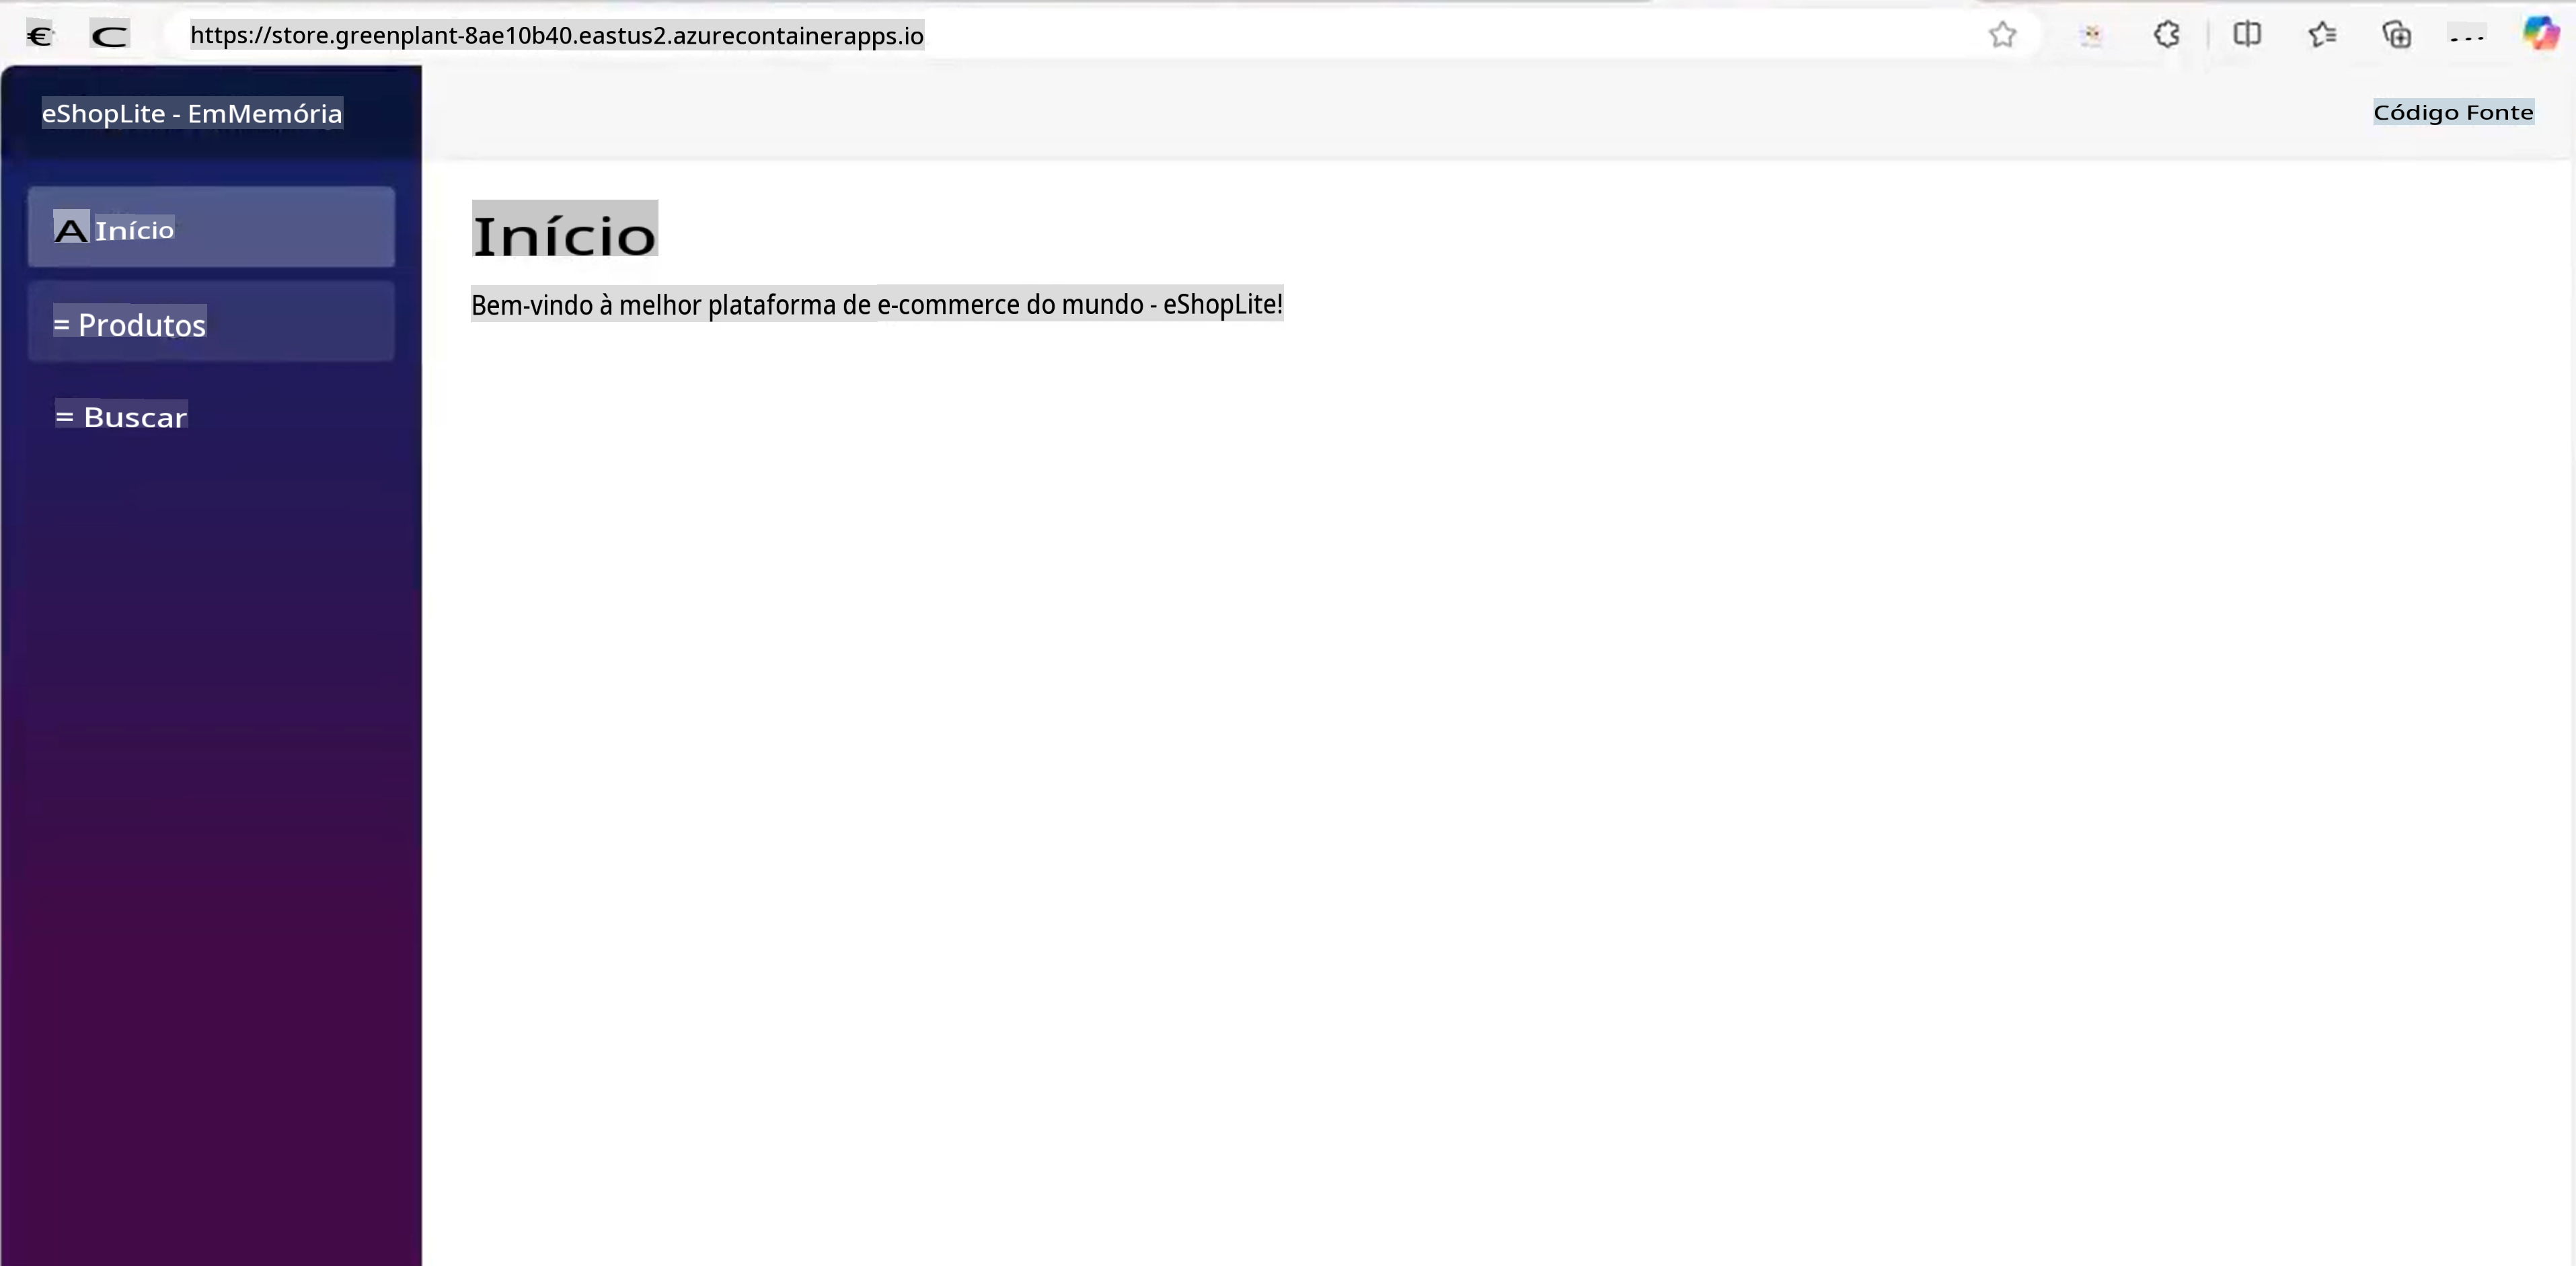 € C https://store.greenplant-8ae10b40.eastus2.azurecontainerapps.io ...
eShopLite - EmMemória
Código Fonte
A Início
= Produtos
= Buscar
Início
Bem-vindo à melhor plataforma de e-commerce do mundo - eShopLite!